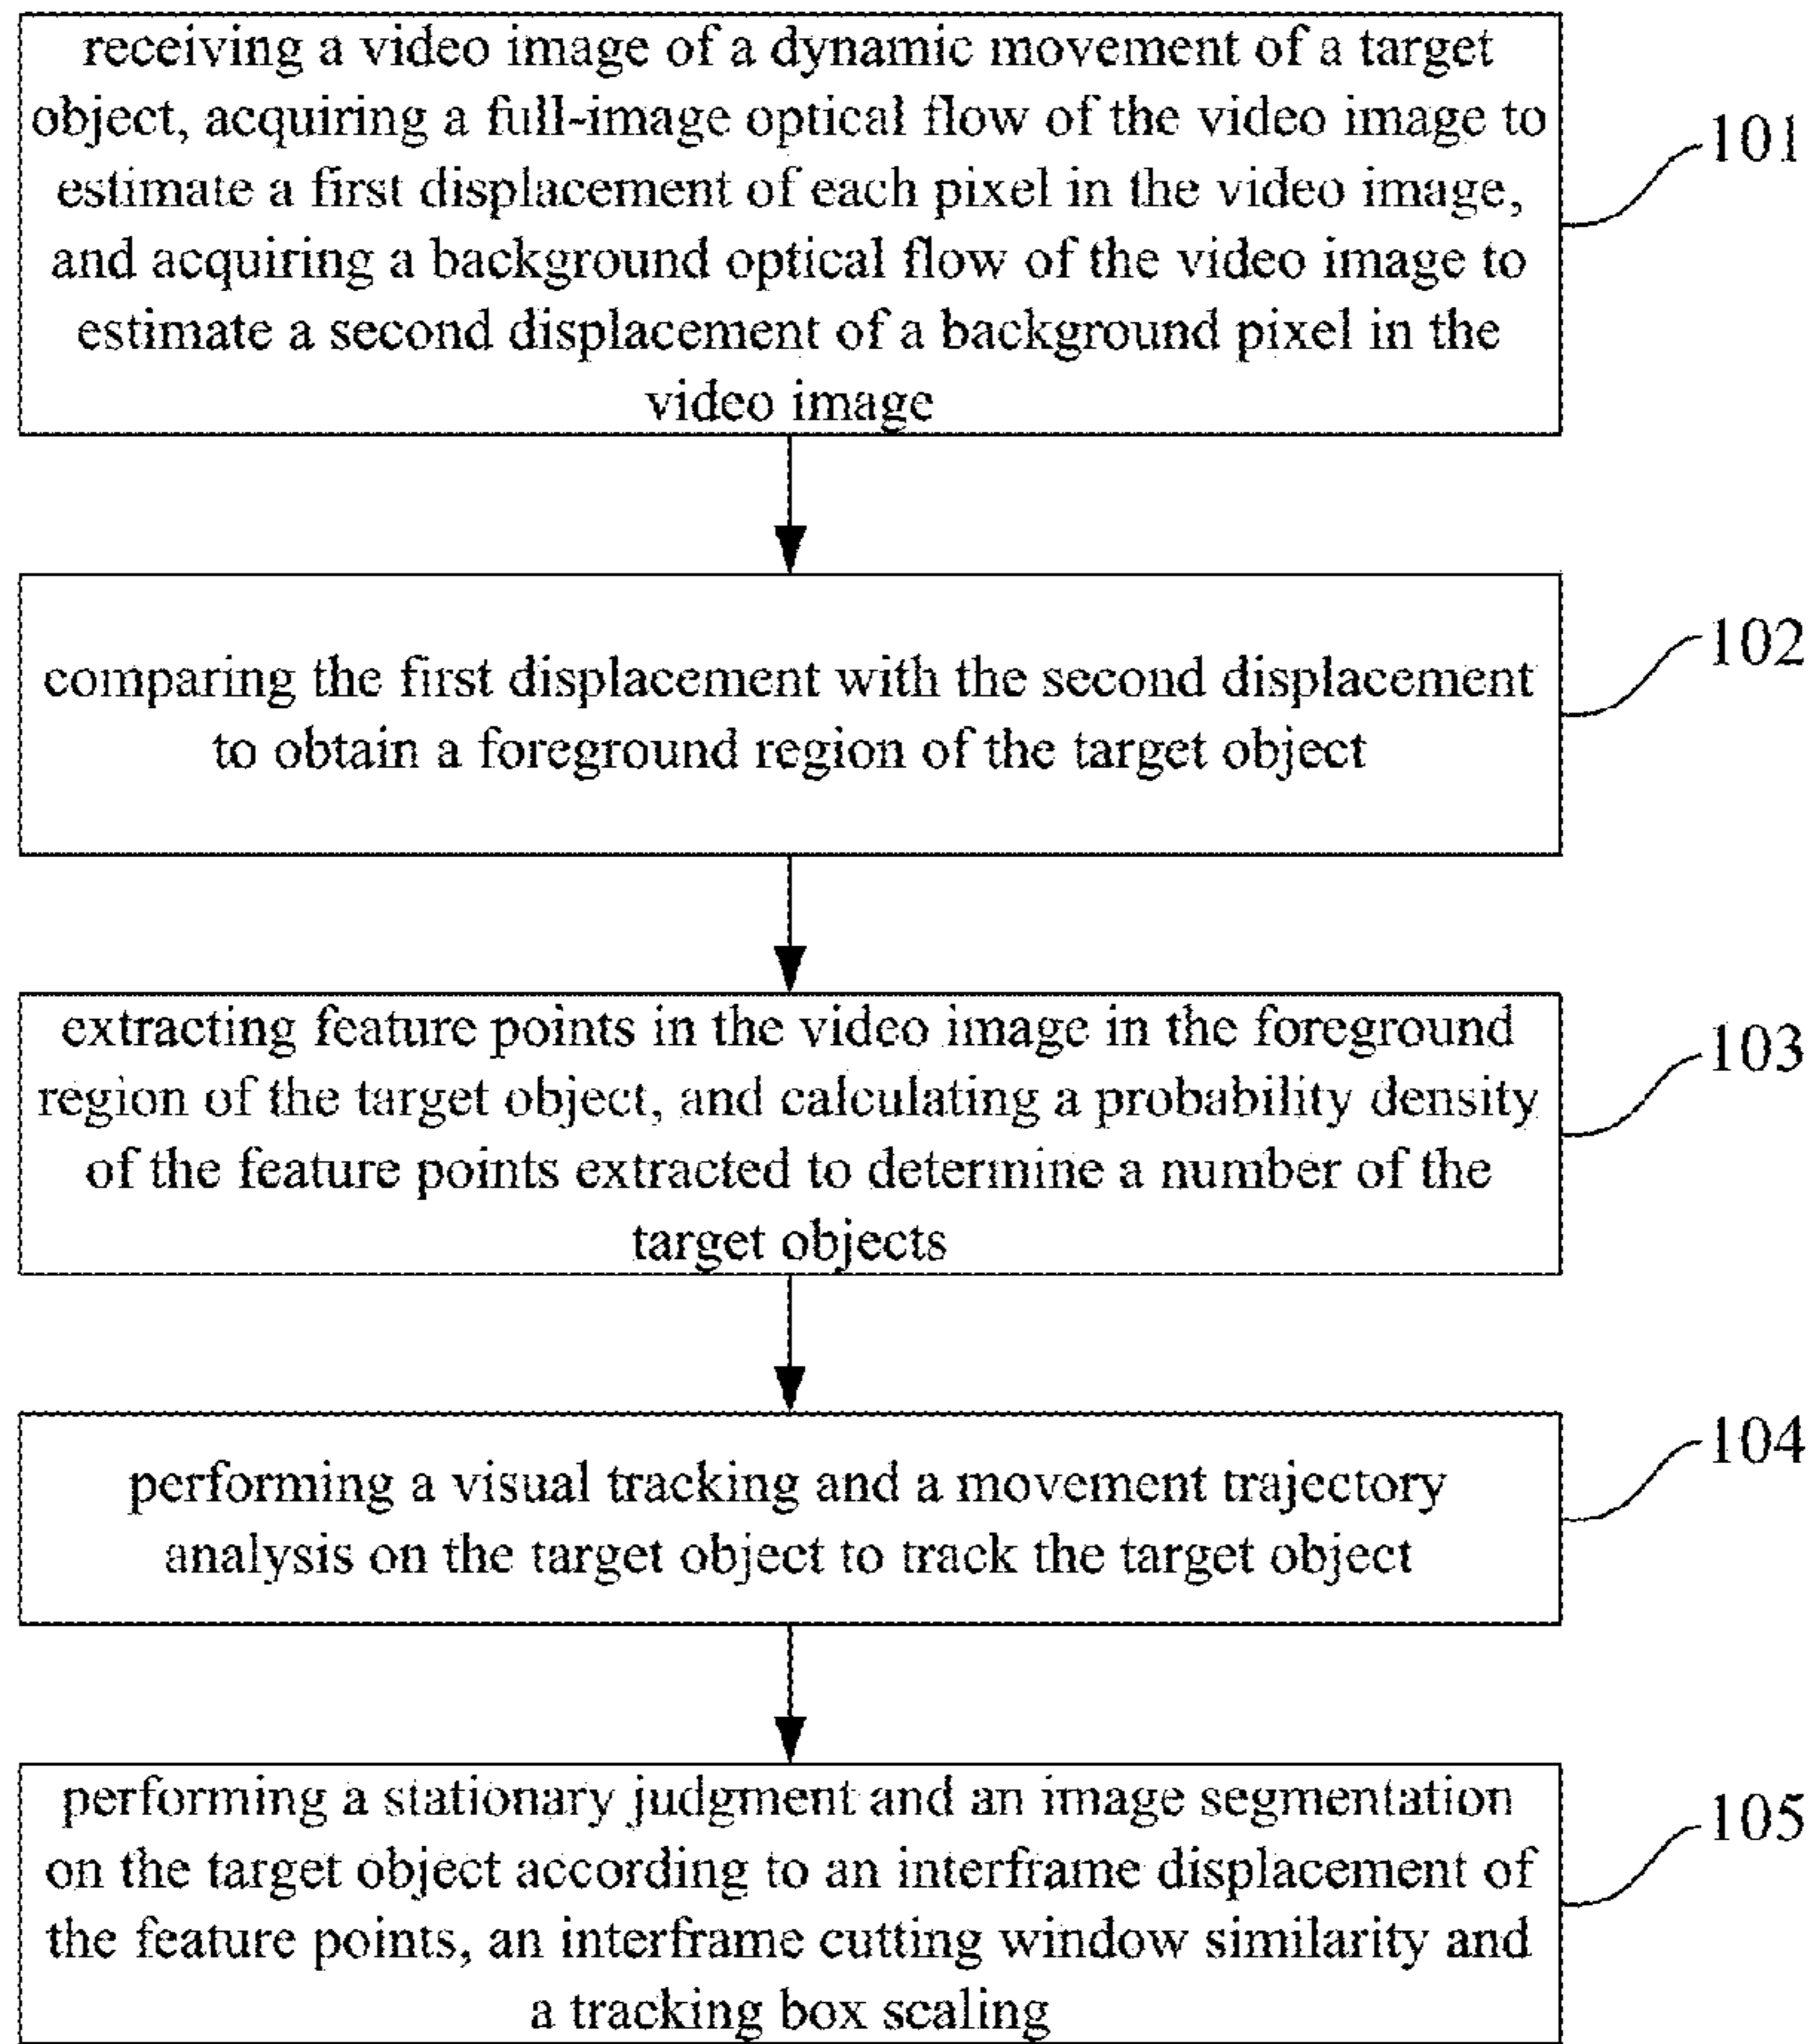 receiving a video image of a dynamic movement of a target
object, acquiring a full-image optical flow of the video image to
estimate a first displacement of each pixel in the video image,
and acquiring a background optical flow of the video image to
estimate a second displacement of a background pixel in the
video image
101
comparing the first displacement with the second displacement
to obtain a foreground region of the target object
102
extracting feature points in the video image in the foreground
region of the target object, and calculating a probability density
of the feature points extracted to determine a number of the
target objects
103
performing a visual tracking and a movement trajectory
analysis on the target object to track the target object
104
performing a stationary judgment and an image segmentation
on the target object according to an interframe displacement of
the feature points, an interframe cutting window similarity and
a tracking box scaling
105